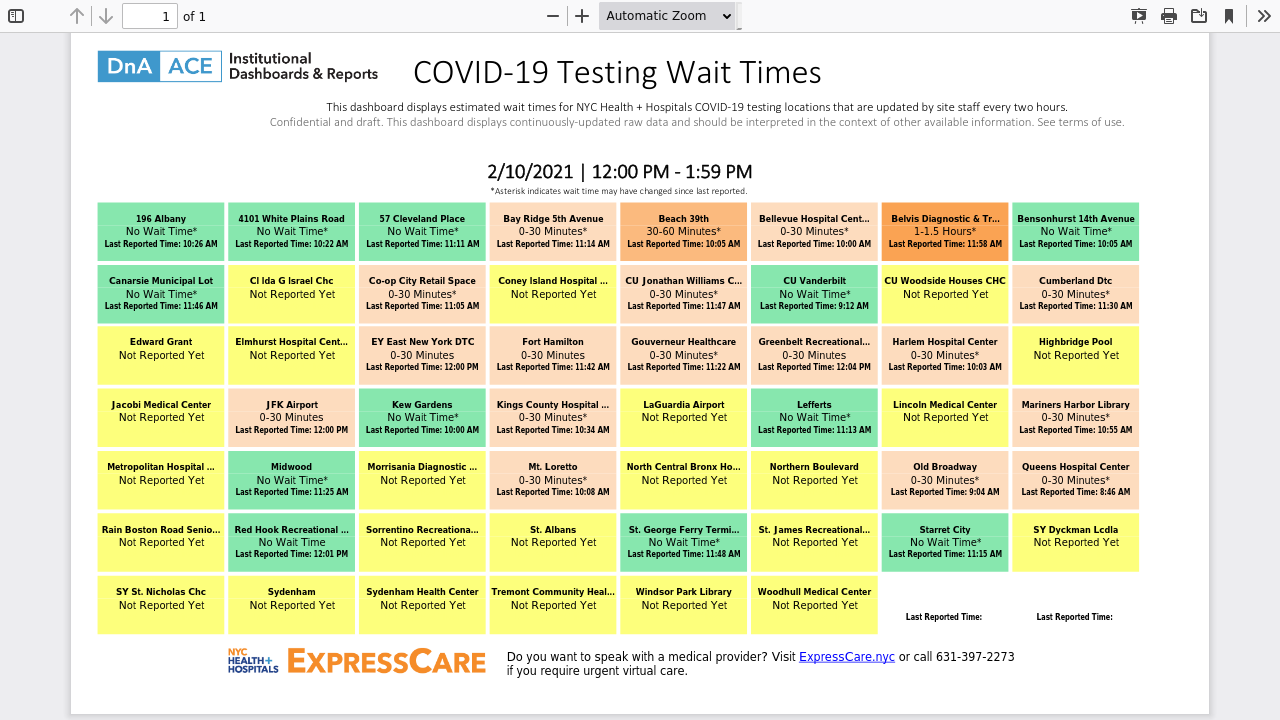 1 of 1
Automatic Zoom
DnA ACE Institutional Dashboards & Reports
COVID-19 Testing Wait Times
This dashboard displays estimated wait times for NYC Health + Hospitals COVID-19 testing locations that are updated by site staff every two hours.
Confidential and draft. This dashboard displays continuously-updated raw data and should be interpreted in the context of other available information. See terms of use.
2/10/2021 | 12:00 PM - 1:59 PM
*Asterisk indicates wait time may have changed since last reported.
196 Albany
No Wait Time*
Last Reported Time: 10:26 AM
4101 White Plains Road
No Wait Time*
Last Reported Time: 10:22 AM
57 Cleveland Place
No Wait Time*
Last Reported Time: 11:11 AM
Bay Ridge 5th Avenue
0-30 Minutes*
Last Reported Time: 11:14 AM
Beach 39th
30-60 Minutes*
Last Reported Time: 10:05 AM
Bellevue Hospital Cent...
0-30 Minutes*
Last Reported Time: 10:00 AM
Belvis Diagnostic & Tr...
1-1.5 Hours*
Last Reported Time: 11:58 AM
Bensonhurst 14th Avenue
No Wait Time*
Last Reported Time: 10:05 AM
Canarsie Municipal Lot
No Wait Time*
Last Reported Time: 11:46 AM
Cl Ida G Israel Chc
Not Reported Yet
Co-op City Retail Space
0-30 Minutes*
Last Reported Time: 11:05 AM
Coney Island Hospital ...
Not Reported Yet
CU Jonathan Williams C...
0-30 Minutes*
Last Reported Time: 11:47 AM
CU Vanderbilt
No Wait Time*
Last Reported Time: 9:12 AM
CU Woodside Houses CHC
Not Reported Yet
Cumberland Dtc
0-30 Minutes*
Last Reported Time: 11:30 AM
Edward Grant
Not Reported Yet
Elmhurst Hospital Cent...
Not Reported Yet
EY East New York DTC
0-30 Minutes
Last Reported Time: 12:00 PM
Fort Hamilton
0-30 Minutes
Last Reported Time: 11:42 AM
Gouverneur Healthcare
0-30 Minutes*
Last Reported Time: 11:22 AM
Greenbelt Recreational...
0-30 Minutes
Last Reported Time: 12:04 PM
Harlem Hospital Center
0-30 Minutes*
Last Reported Time: 10:03 AM
Highbridge Pool
Not Reported Yet
Jacobi Medical Center
Not Reported Yet
JFK Airport
0-30 Minutes
Last Reported Time: 12:00 PM
Kew Gardens
No Wait Time*
Last Reported Time: 10:00 AM
Kings County Hospital ...
0-30 Minutes*
Last Reported Time: 10:34 AM
LaGuardia Airport
Not Reported Yet
Lefferts
No Wait Time*
Last Reported Time: 11:13 AM
Lincoln Medical Center
Not Reported Yet
Mariners Harbor Library
0-30 Minutes*
Last Reported Time: 10:55 AM
Metropolitan Hospital ...
Not Reported Yet
Midwood
No Wait Time*
Last Reported Time: 11:25 AM
Morrisania Diagnostic ...
Not Reported Yet
Mt. Loretto
0-30 Minutes*
Last Reported Time: 10:08 AM
North Central Bronx Ho...
Not Reported Yet
Northern Boulevard
Not Reported Yet
Old Broadway
0-30 Minutes*
Last Reported Time: 9:04 AM
Queens Hospital Center
0-30 Minutes*
Last Reported Time: 8:46 AM
Rain Boston Road Senio...
Not Reported Yet
Red Hook Recreational ...
No Wait Time
Last Reported Time: 12:01 PM
Sorrentino Recreationa...
Not Reported Yet
St. Albans
Not Reported Yet
St. George Ferry Termi...
No Wait Time*
Last Reported Time: 11:48 AM
St. James Recreational...
Not Reported Yet
Starret City
No Wait Time*
Last Reported Time: 11:15 AM
SY Dyckman Lcdla
Not Reported Yet
SY St. Nicholas Chc
Not Reported Yet
Sydenham
Not Reported Yet
Sydenham Health Center
Not Reported Yet
Tremont Community Heal...
Not Reported Yet
Windsor Park Library
Not Reported Yet
Woodhull Medical Center
Not Reported Yet
Last Reported Time:
Last Reported Time:
NYC HEALTH+ HOSPITALS
EXPRESSCARE
Do you want to speak with a medical provider? Visit ExpressCare.nyc or call 631-397-2273
if you require urgent virtual care.